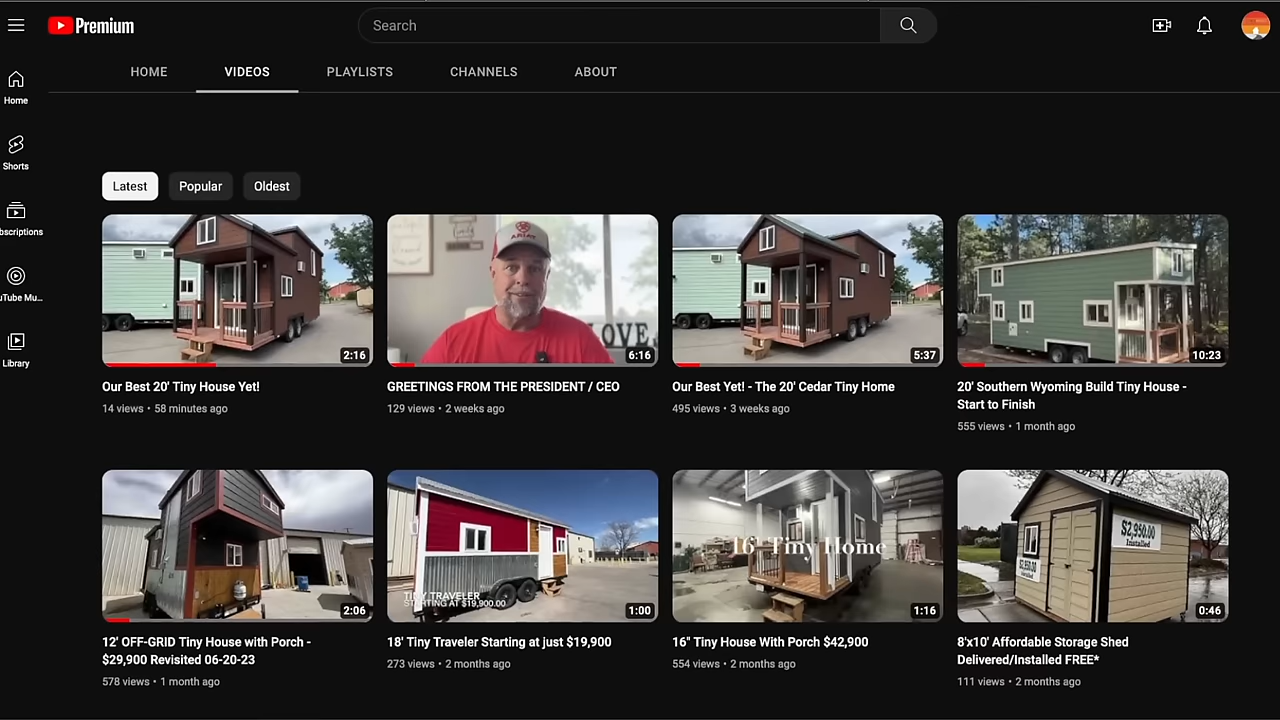 Premium
Search
HOME
VIDEOS
PLAYLISTS
CHANNELS
ABOUT
Home
Shorts
bscriptions
uTube Mu...
Library
Latest
Popular
Oldest
2:16
ARIAT
LOVE
6:16
5:37
10:23
Our Best 20' Tiny House Yet!
14 views • 58 minutes ago
GREETINGS FROM THE PRESIDENT / CEO
129 views • 2 weeks ago
Our Best Yet! - The 20' Cedar Tiny Home
495 views • 3 weeks ago
20' Southern Wyoming Build Tiny House -
Start to Finish
555 views • 1 month ago
2:06
TINY TRAVELER
STARTING AT $19,900.00
1:00
16' Tiny Home
1:16
$2,950.00
Installed
$2,950.00
Installed
0:46
12' OFF-GRID Tiny House with Porch -
$29,900 Revisited 06-20-23
578 views • 1 month ago
18' Tiny Traveler Starting at just $19,900
273 views • 2 months ago
16" Tiny House With Porch $42,900
554 views • 2 months ago
8'x10' Affordable Storage Shed
Delivered/Installed FREE*
111 views • 2 months ago